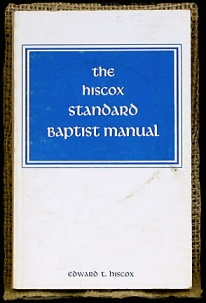 the
hiscox
standard
baptist manual
edward t. hiscox